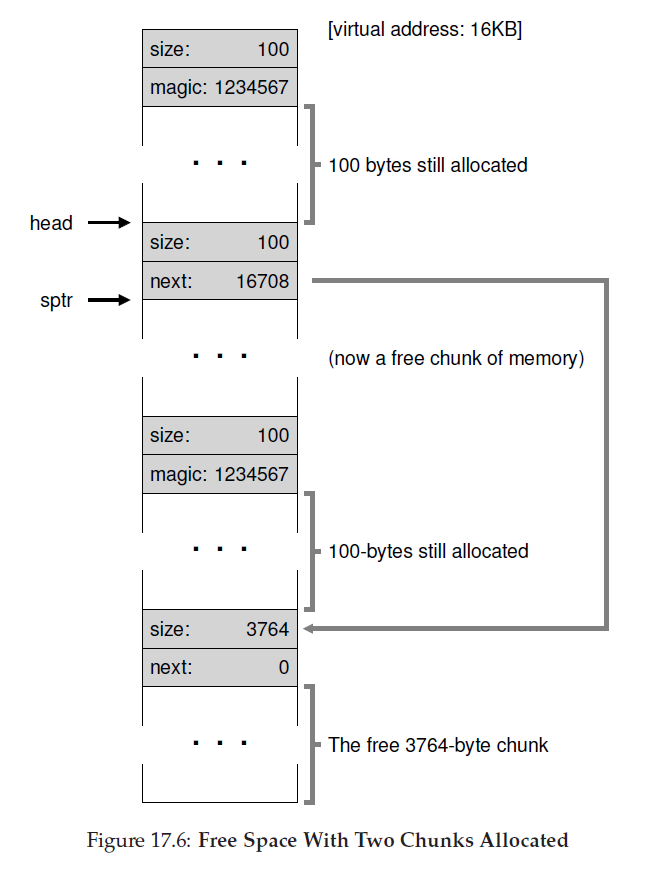 [virtual address: 16KB]
size: 100
magic: 1234567
. . .
100 bytes still allocated
head
size: 100
next: 16708
sptr
. . .
(now a free chunk of memory)
size: 100
magic: 1234567
. . .
100-bytes still allocated
size: 3764
next: 0
. . .
The free 3764-byte chunk
Figure 17.6: Free Space With Two Chunks Allocated